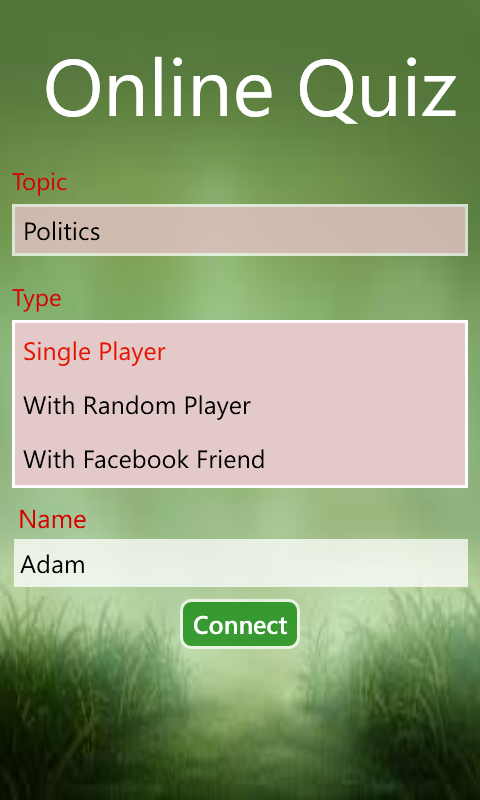 Online Quiz
Topic
Politics
Type
Single Player
With Random Player
With Facebook Friend
Name
Adam
Connect